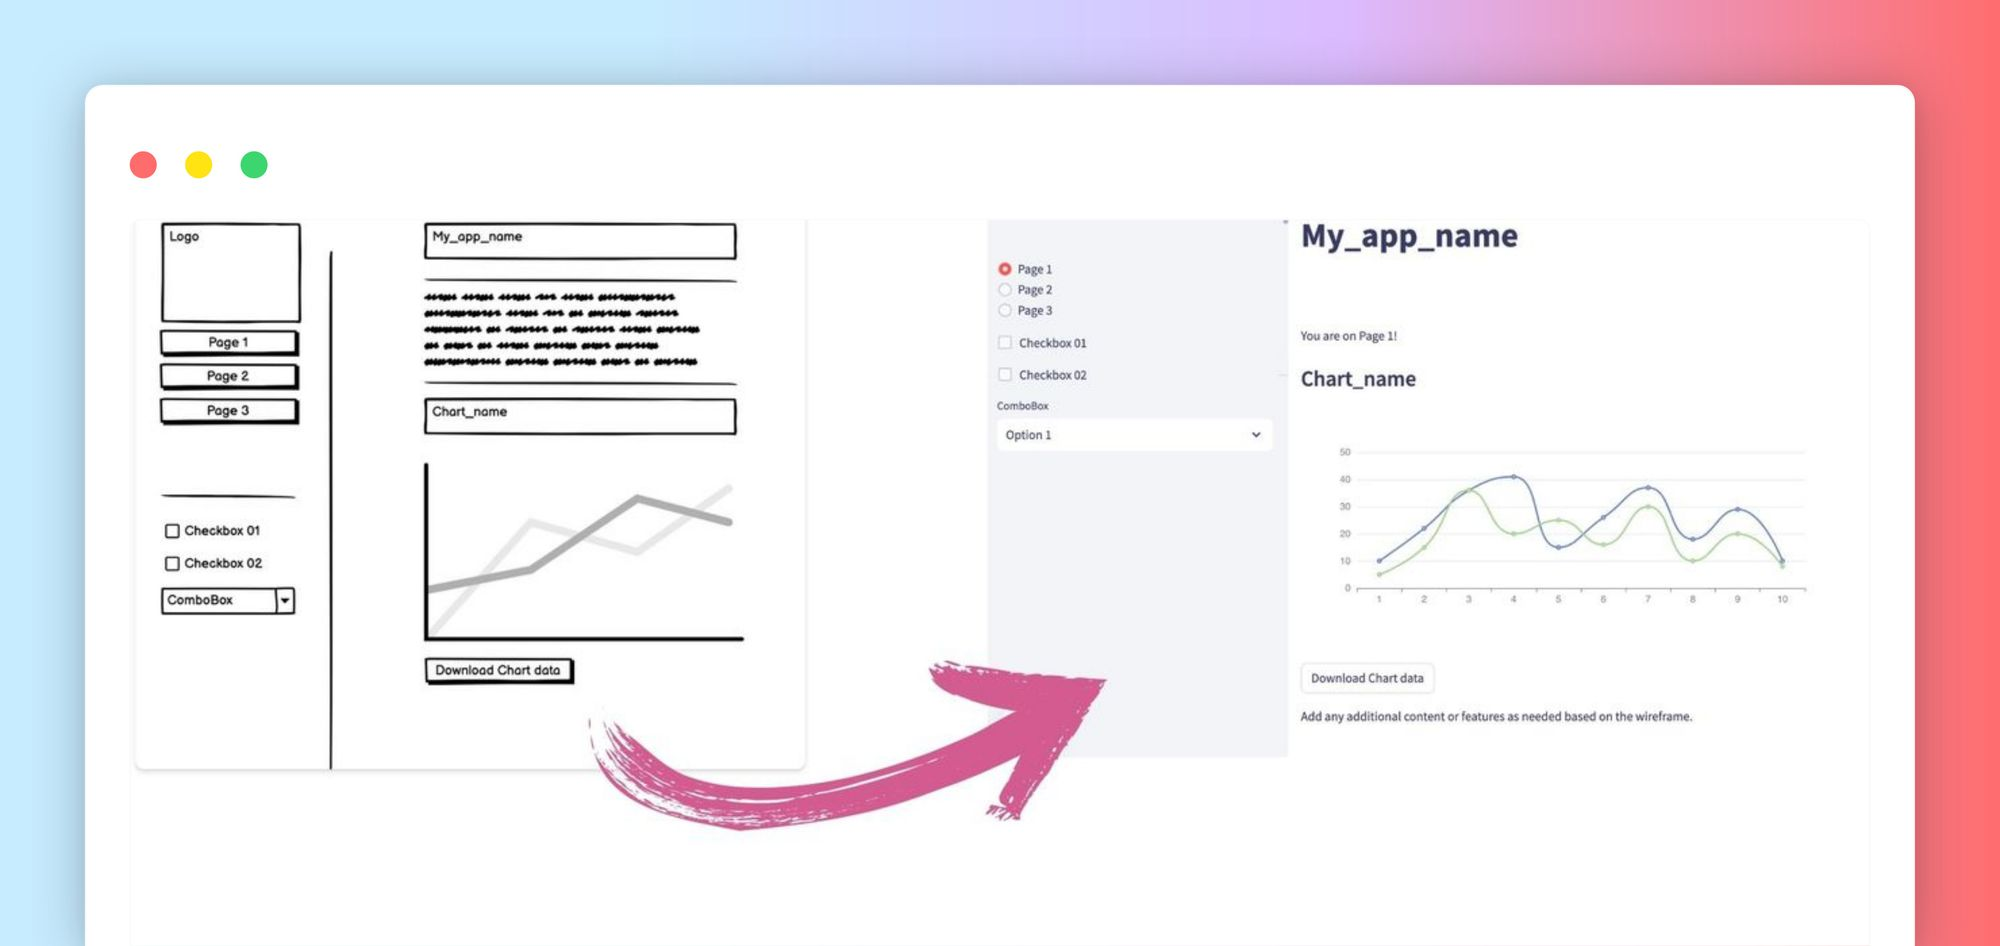 Logo
Page 1
Page 2
Page 3
Checkbox 01
Checkbox 02
ComboBox
My_app_name
Chart_name
Download Chart data
Page 1
Page 2
Page 3
Checkbox 01
Checkbox 02
ComboBox
Option 1
My_app_name
You are on Page 1!
Chart_name
50
40
30
20
10
0
1 2 3 4 5 6 7 8 9 10
Download Chart data
Add any additional content or features as needed based on the wireframe.